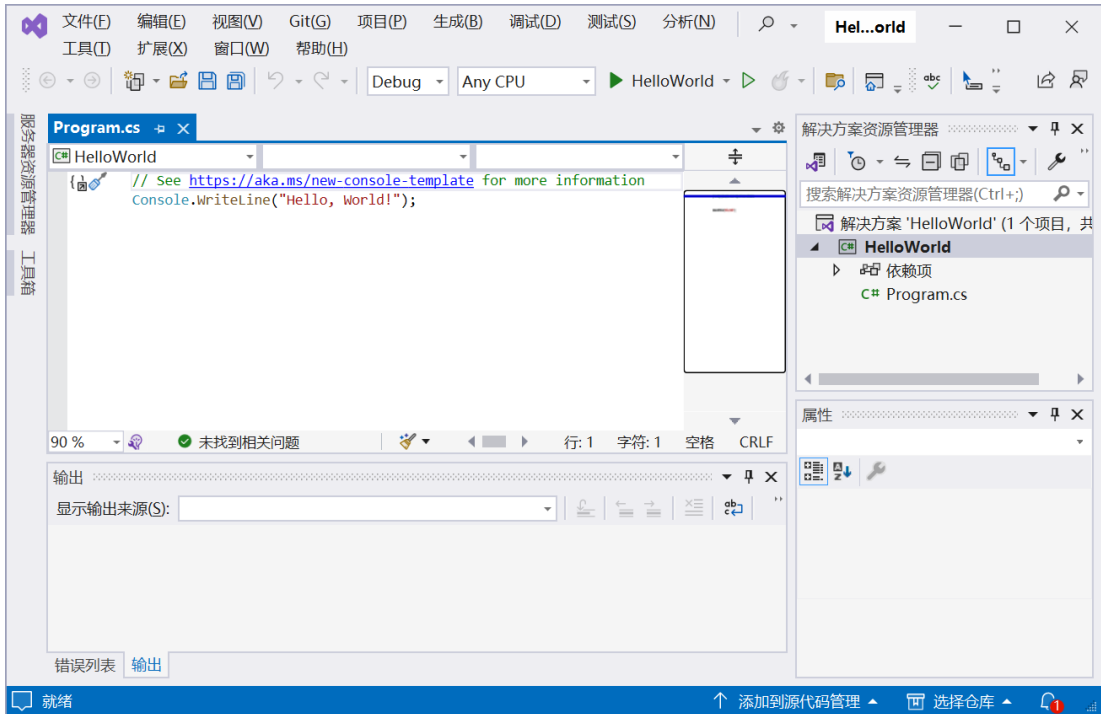 文件(F) 编辑(E) 视图(V) Git(G) 项目(P) 生成(B) 调试(D) 测试(S) 分析(N) Hel...orld
工具(T) 扩展(X) 窗口(W) 帮助(H)
Debug Any CPU HelloWorld abc
服务器资源管理器
工具箱
Program.cs
C# HelloWorld
// See https://aka.ms/new-console-template for more information
Console.WriteLine("Hello, World!");
90 % 未找到相关问题 行: 1 字符: 1 空格 CRLF
输出
显示输出来源(S):
错误列表 输出
解决方案资源管理器
搜索解决方案资源管理器(Ctrl+;)
解决方案 'HelloWorld' (1 个项目, 共
C# HelloWorld
依赖项
C# Program.cs
属性
就绪 添加到源代码管理 选择仓库 1